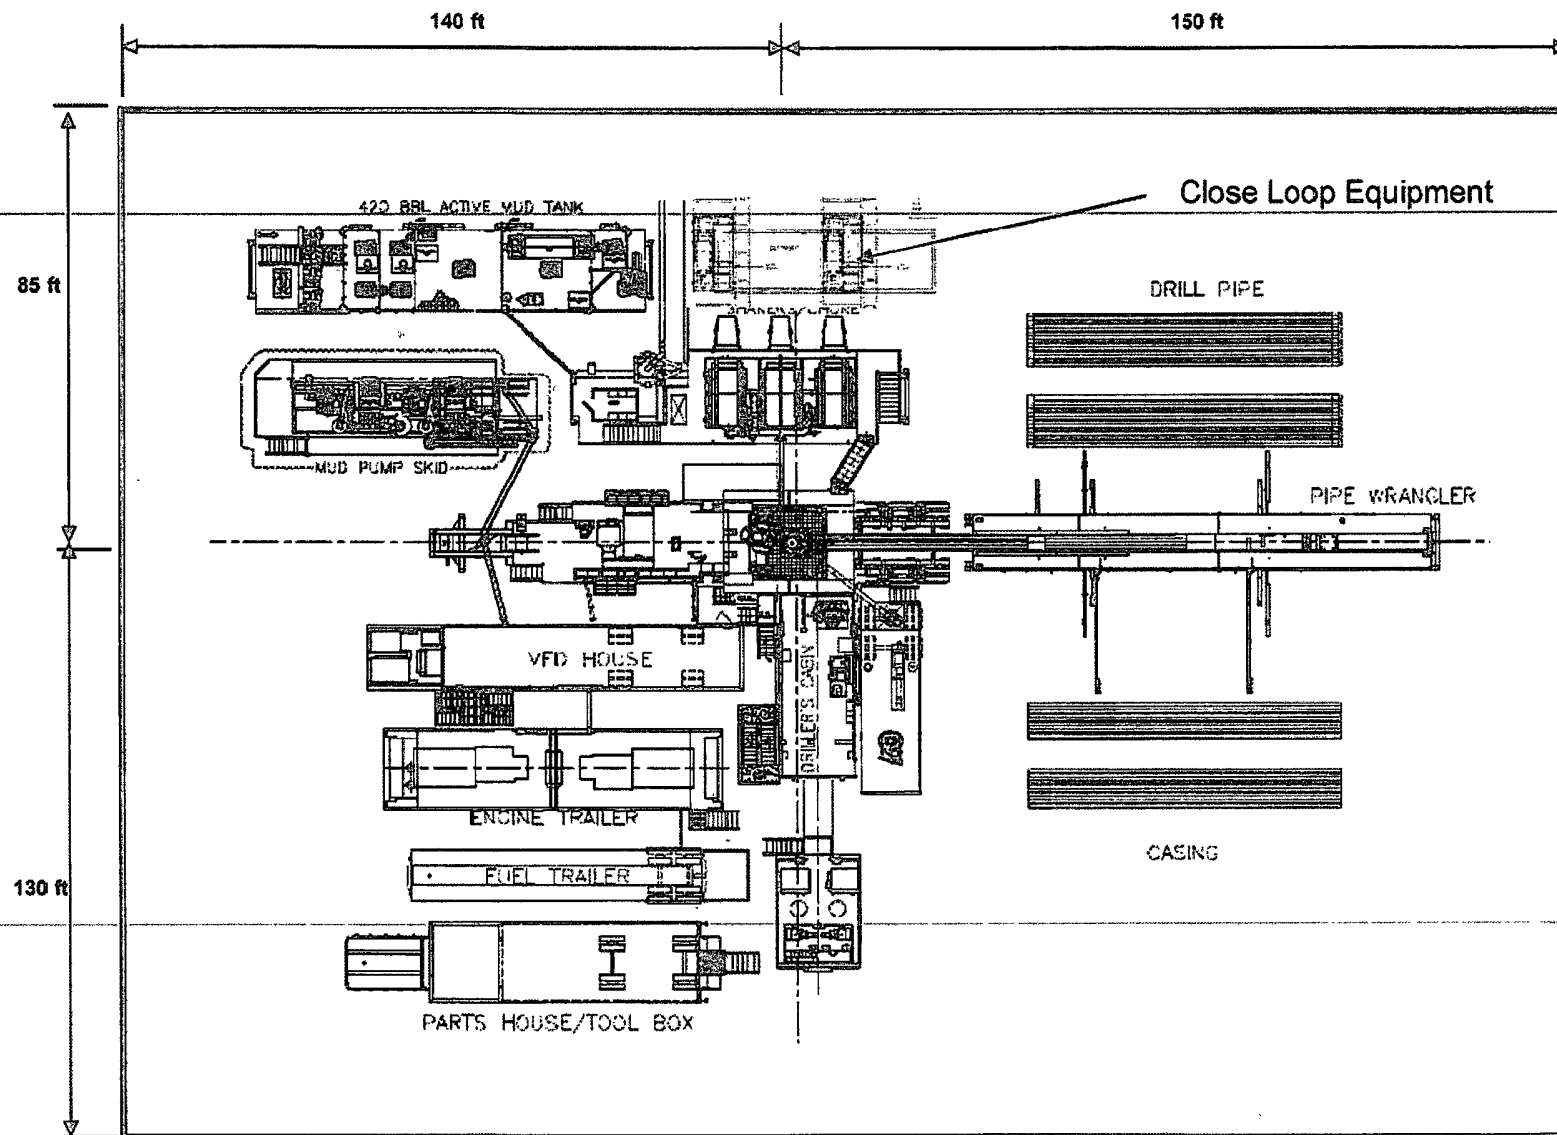 140 ft
150 ft
Close Loop Equipment
420 BBL ACTIVE MUD TANK
85 ft
DRILL PIPE
MUD PUMP SKID
PIPE WRANGLER
VFD HOUSE
DRILLER'S CABIN
ENGINE TRAILER
CASING
FUEL TRAILER
130 ft
PARTS HOUSE/TOOL BOX